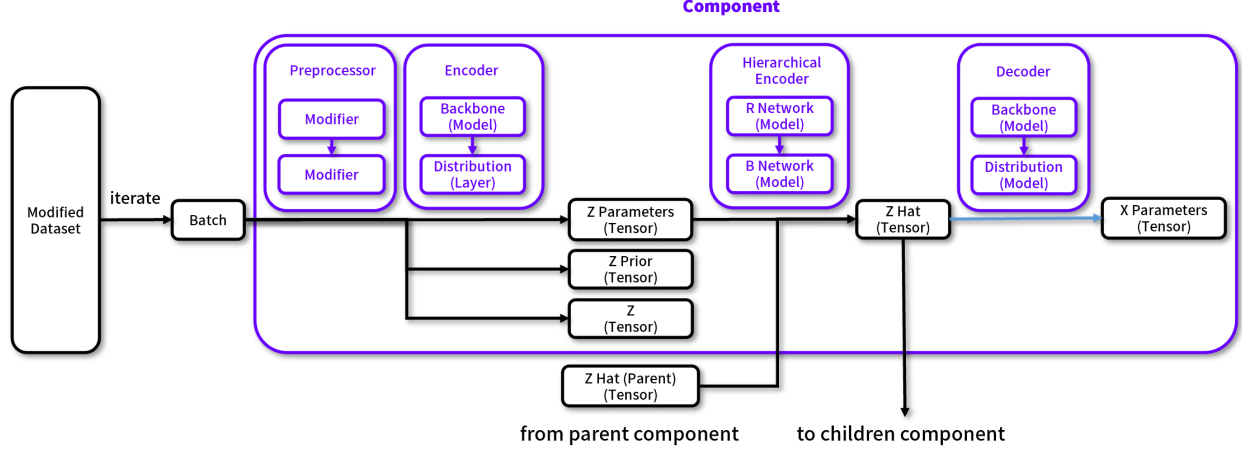 Component
Preprocessor
Modifier
Modifier
Encoder
Backbone
(Model)
Distribution
(Layer)
Hierarchical
Encoder
R Network
(Model)
B Network
(Model)
Decoder
Backbone
(Model)
Distribution
(Model)
Modified
Dataset
iterate
Batch
Z Parameters
(Tensor)
Z Prior
(Tensor)
Z
(Tensor)
Z Hat (Parent)
(Tensor)
Z Hat
(Tensor)
X Parameters
(Tensor)
from parent component
to children component